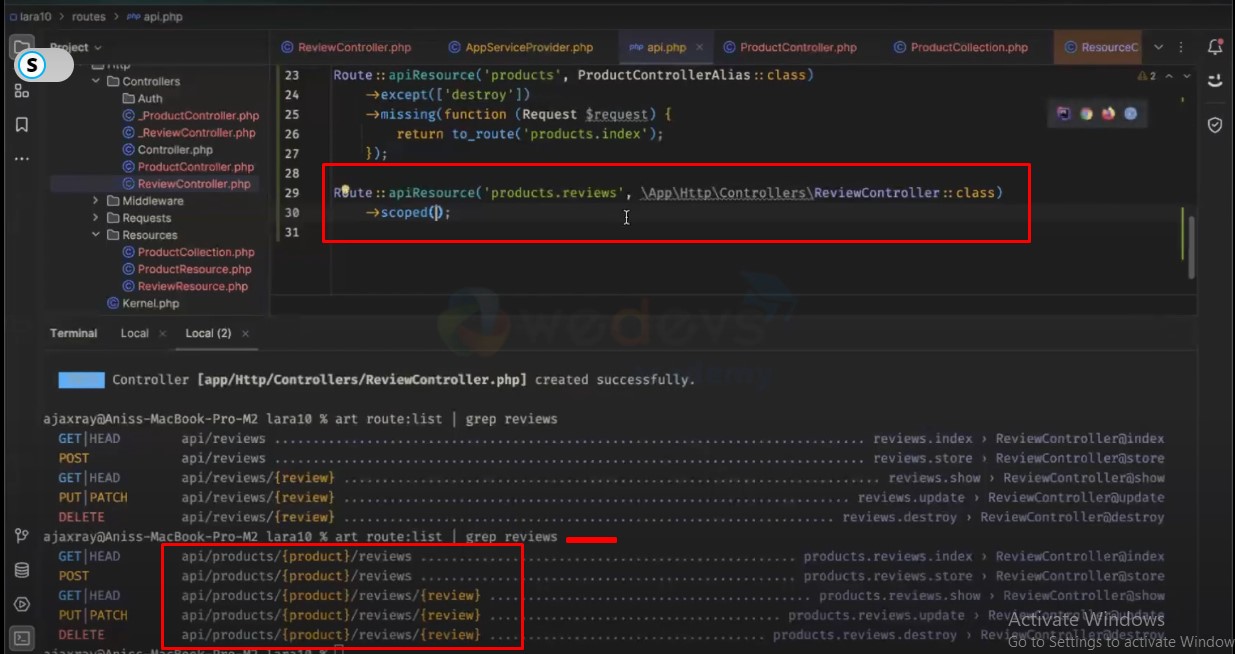 lara10 > routes > php api.php
Project
ReviewController.php
AppServiceProvider.php
php api.php
ProductController.php
ProductCollection.php
ResourceC
S
Http
Controllers
Auth
_ProductController.php
_ReviewController.php
Controller.php
ProductController.php
ReviewController.php
Middleware
Requests
Resources
ProductCollection.php
ProductResource.php
ReviewResource.php
Kernel.php
2
23 Route::apiResource('products', ProductControllerAlias::class)
24 →except(['destroy'])
25 →missing(function (Request $request) {
26 return to_route('products.index');
27 });
28
29 Route::apiResource('products.reviews', \App\Http\Controllers\ReviewController::class)
30 →scoped();
31
wedevs
Terminal Local × Local (2) ×
Controller [app/Http/Controllers/ReviewController.php] created successfully.
ajaxray@Aniss-MacBook-Pro-M2 lara10 % art route:list | grep reviews
GET|HEAD api/reviews ........ reviews.index › ReviewController@index
POST api/reviews ........ reviews.store › ReviewController@store
GET|HEAD api/reviews/{review} ........ reviews.show › ReviewController@show
PUT|PATCH api/reviews/{review} ........ reviews.update › ReviewController@update
DELETE api/reviews/{review} ........ reviews.destroy › ReviewController@destroy
ajaxray@Aniss-MacBook-Pro-M2 lara10 % art route:list | grep reviews
GET|HEAD api/products/{product}/reviews ........ products.reviews.index › ReviewController@index
POST api/products/{product}/reviews ........ products.reviews.store › ReviewController@store
GET|HEAD api/products/{product}/reviews/{review} ........ products.reviews.show › ReviewController@show
PUT|PATCH api/products/{product}/reviews/{review} ........ products.reviews.update › ReviewController@update
DELETE api/products/{product}/reviews/{review} ........ products.reviews.destroy › ReviewController@destroy
ajaxray@Aniss-MacBook-Pro-M2 lara10 %
Activate Windows
Go to Settings to activate Window